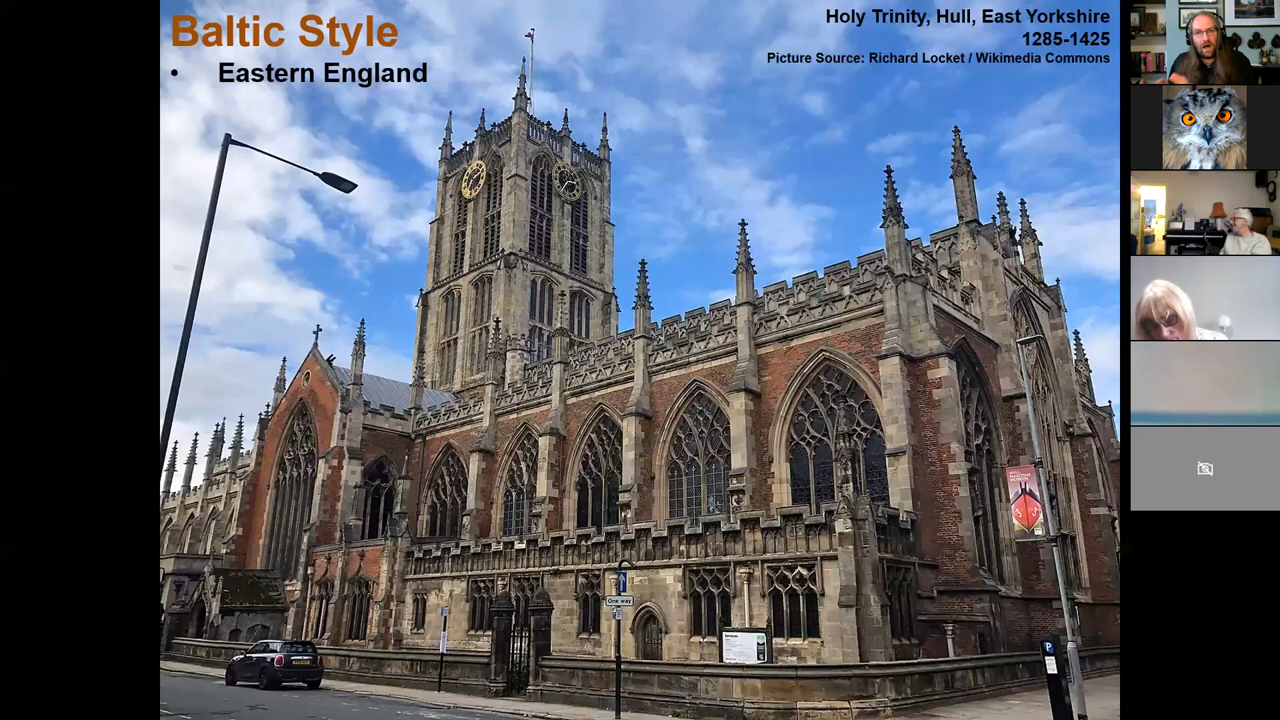 Baltic Style
• Eastern England
Holy Trinity, Hull, East Yorkshire
1285-1425
Picture Source: Richard Locket / Wikimedia Commons
One way
P